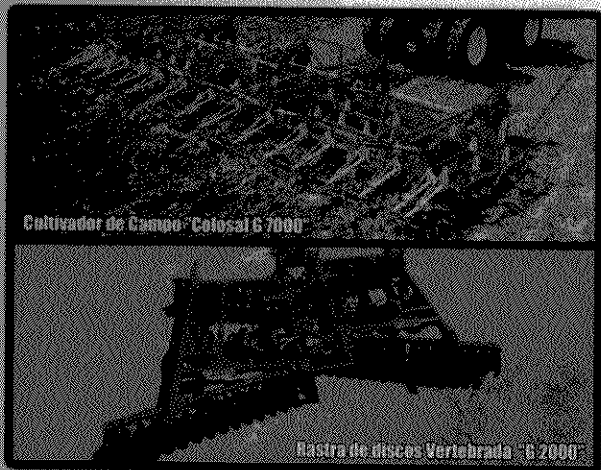 Cultivador de Campo "Colosal G 7000"
Rastra de discos Vertebrada "G 2000"